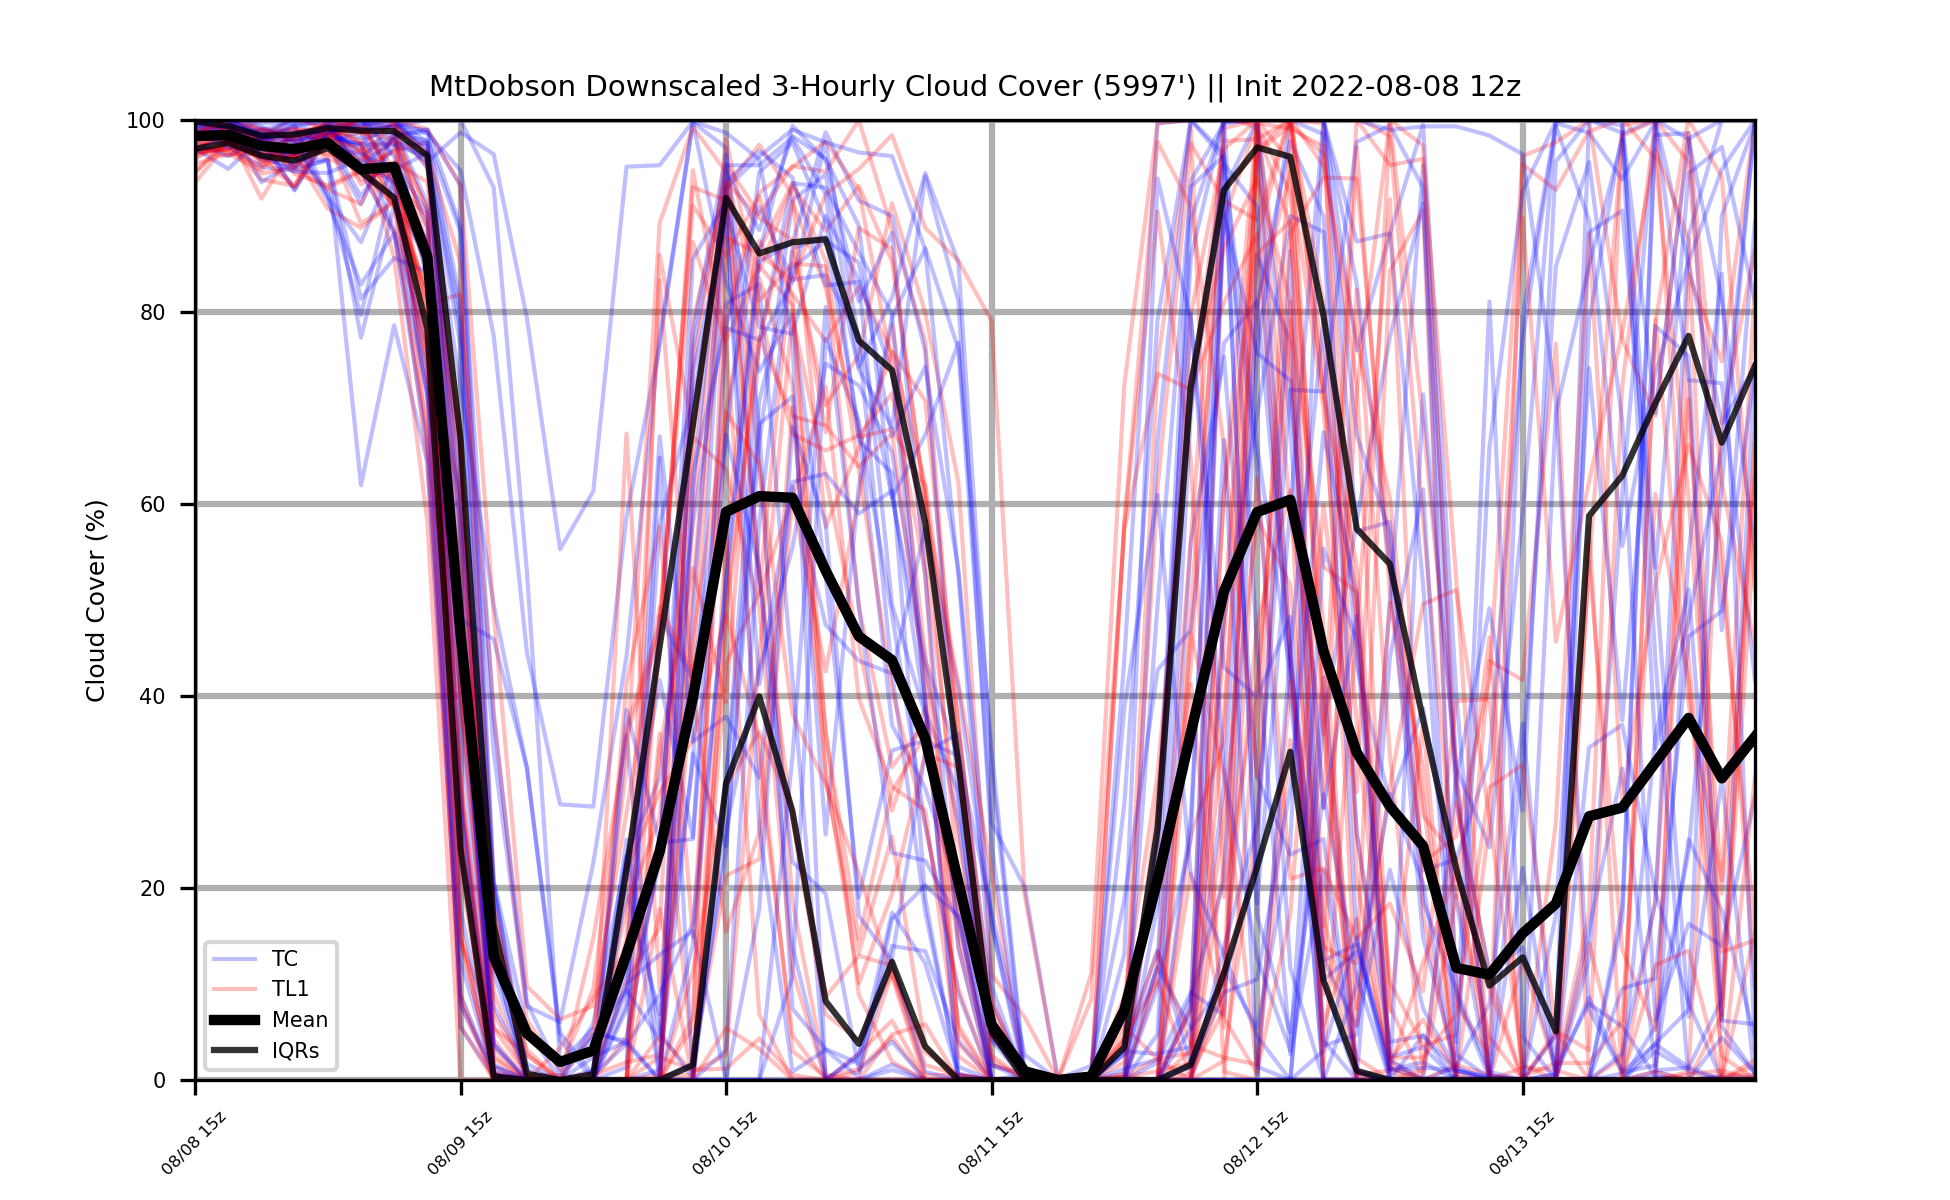 MtDobson Downscaled 3-Hourly Cloud Cover (5997') || Init 2022-08-08 12z
Cloud Cover (%)
100
80
60
40
20
0
TC
TL1
Mean
IQRs
08/08 15z
08/09 15z
08/10 15z
08/11 15z
08/12 15z
08/13 15z